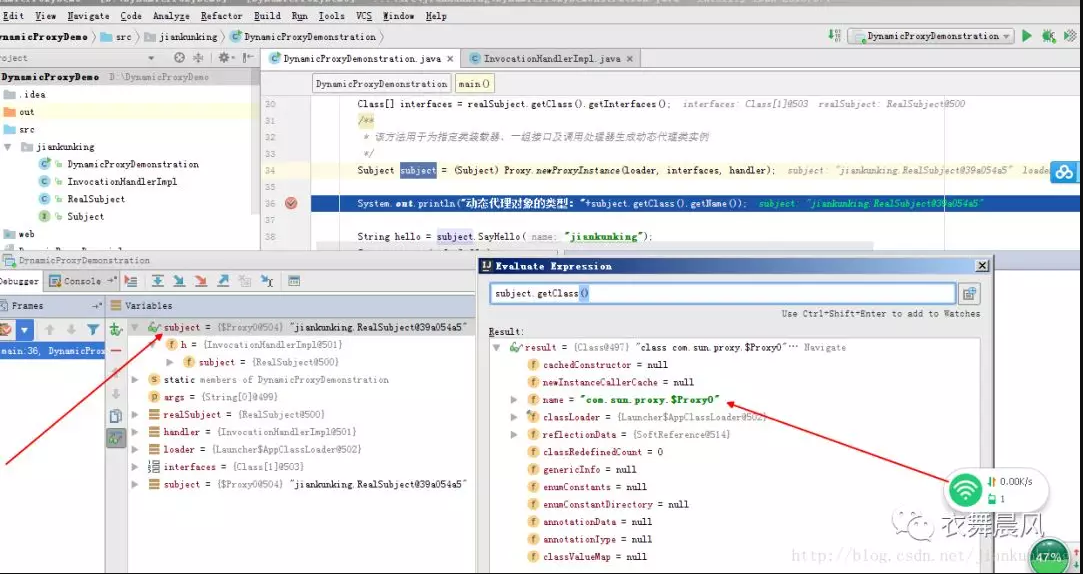 Edit View Navigate Code Analyze Refactor Build Run Tools VCS Window Help
DynamicProxyDemo src jiankunking DynamicProxyDemonstration
DynamicProxyDemonstration
DynamicProxyDemonstration.java InvocationHandlerImpl.java
DynamicProxyDemo D:\DynamicProxyDemo
.idea
out
src
jiankunking
DynamicProxyDemonstration
InvocationHandlerImpl
RealSubject
Subject
web
DynamicProxyDemonstration main()
30 Class[] interfaces = realSubject.getClass().getInterfaces(); interfaces: Class[1]@503 realSubject: RealSubject@500
31 /**
32 * 该方法用于为指定类装载器、一组接口及调用处理器生成动态代理类实例
33 */
34 Subject subject = (Subject) Proxy.newProxyInstance(loader, interfaces, handler); subject: "jiankunking.RealSubject@39a054a5" loade
35
36 System.out.println("动态代理对象的类型："+subject.getClass().getName()); subject "jiankunking.RealSubject@39a054a5"
37
38 String hello = subject.SayHello( name: "jiankunking");
DynamicProxyDemonstration
Debugger Console
Frames Variables
main:36, DynamicProx
subject = {$Proxy0@504} "jiankunking.RealSubject@39a054a5"
h = {InvocationHandlerImpl@501}
subject = {RealSubject@500}
static members of DynamicProxyDemonstration
args = {String[0]@499}
realSubject = {RealSubject@500}
handler = {InvocationHandlerImpl@501}
loader = {Launcher$AppClassLoader@502}
interfaces = {Class[1]@503}
subject = {$Proxy0@504} "jiankunking.RealSubject@39a054a5"
Evaluate Expression
subject.getClass()
Use Ctrl+Shift+Enter to add to Watches
Result:
result = {Class@497} "class com.sun.proxy.$Proxy0"… Navigate
cachedConstructor = null
newInstanceCallerCache = null
name = "com.sun.proxy.$Proxy0"
classLoader = {Launcher$AppClassLoader@502}
reflectionData = {SoftReference@514}
classRedefinedCount = 0
genericInfo = null
enumConstants = null
enumConstantDirectory = null
annotationData = null
annotationType = null
classValueMap = null
0.00K/s
1
衣舞晨风
http://blog.csdn.net/jiankunking
47%